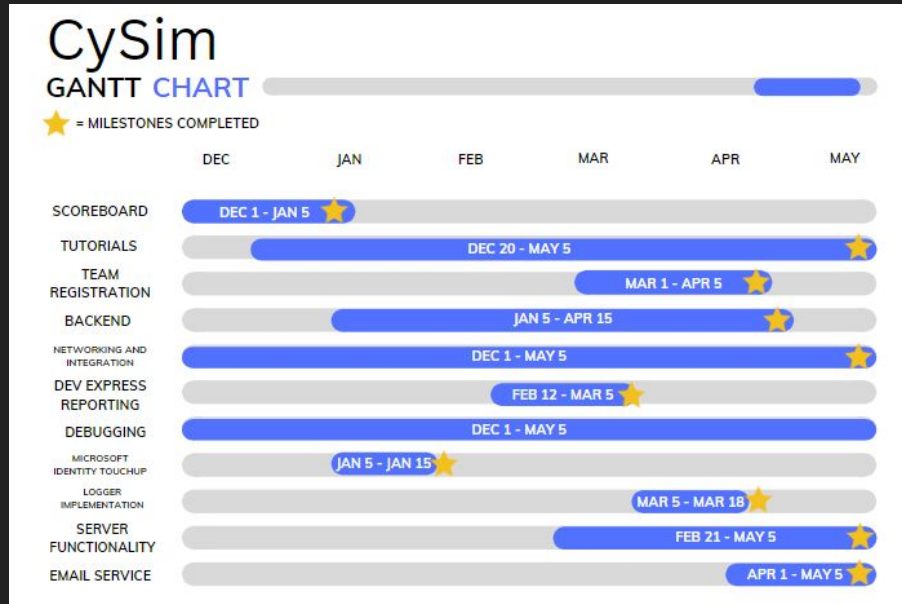 CySim
GANTT CHART
= MILESTONES COMPLETED
DEC JAN FEB MAR APR MAY
SCOREBOARD DEC 1 - JAN 5
TUTORIALS DEC 20 - MAY 5
TEAM
REGISTRATION MAR 1 - APR 5
BACKEND JAN 5 - APR 15
NETWORKING AND
INTEGRATION DEC 1 - MAY 5
DEV EXPRESS
REPORTING FEB 12 - MAR 5
DEBUGGING DEC 1 - MAY 5
MICROSOFT
IDENTITY TOUCHUP JAN 5 - JAN 15
LOGGER
IMPLEMENTATION MAR 5 - MAR 18
SERVER
FUNCTIONALITY FEB 21 - MAY 5
EMAIL SERVICE APR 1 - MAY 5